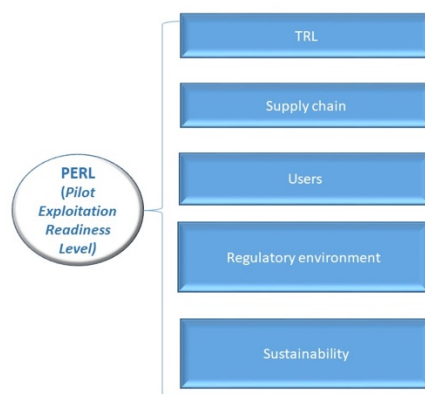 TRL
Supply chain
PERL
(Pilot
Exploitation
Readiness
Level)
Users
Regulatory environment
Sustainability